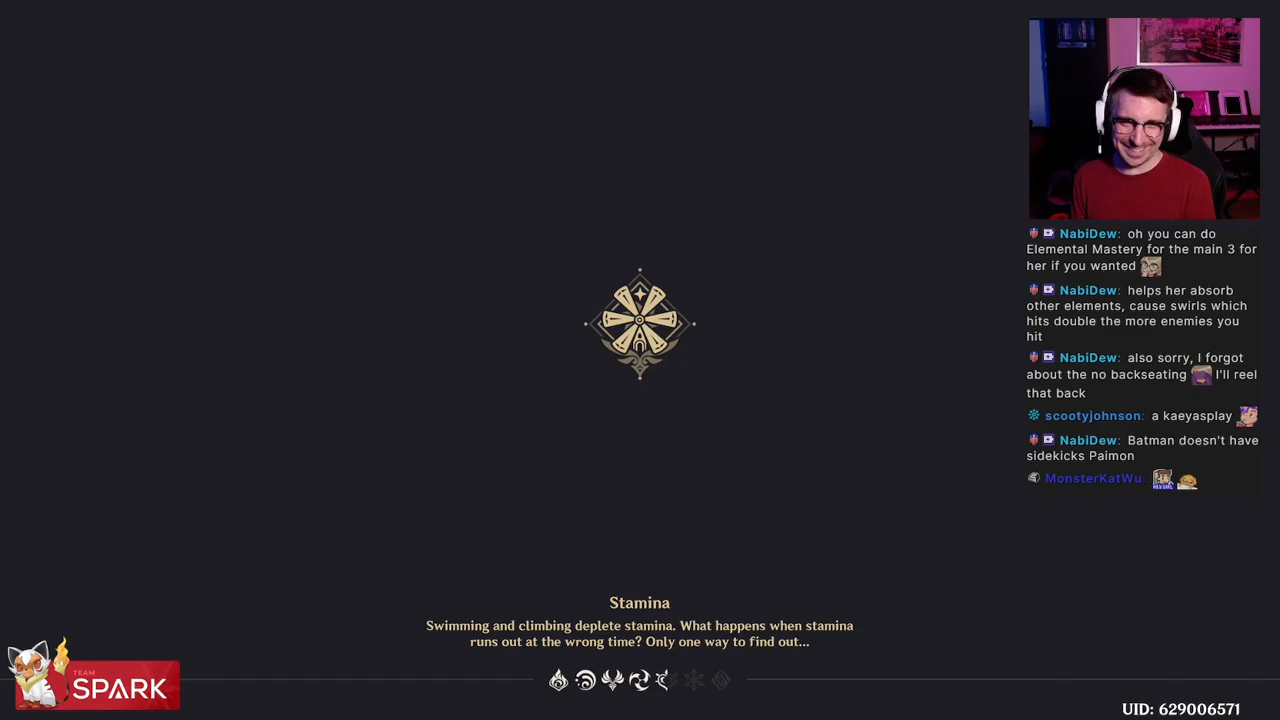 NabiDew: oh you can do
Elemental Mastery for the main 3 for
her if you wanted
NabiDew: helps her absorb
other elements, cause swirls which
hits double the more enemies you
hit
NabiDew: also sorry, I forgot
about the no backseating I'll reel
that back
scootyjohnson: a kaeyasplay
NabiDew: Batman doesn't have
sidekicks Paimon
MonsterKatWu:
Stamina
Swimming and climbing deplete stamina. What happens when stamina
runs out at the wrong time? Only one way to find out...
TEAM
SPARK
UID: 629006571